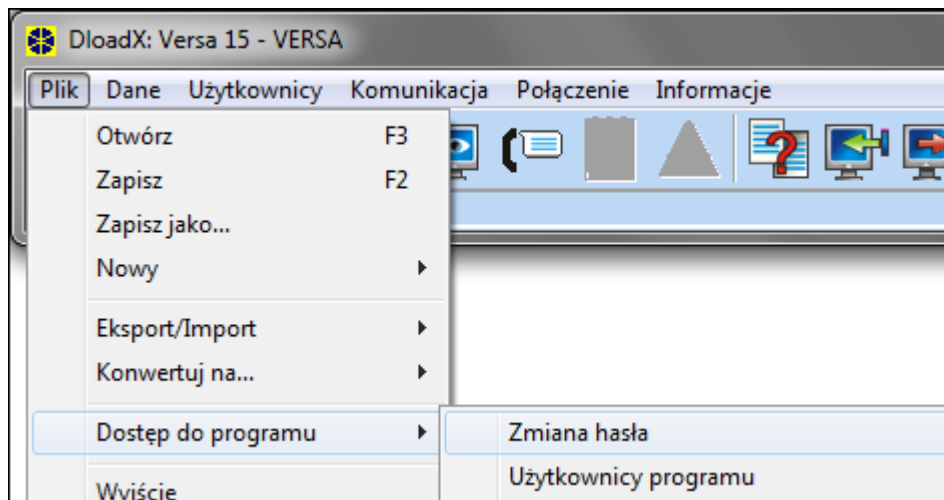 DloadX: Versa 15 - VERSA
Plik Dane Użytkownicy Komunikacja Połączenie Informacje
Otwórz F3
Zapisz F2
Zapisz jako...
Nowy
Eksport/Import
Konwertuj na...
Dostęp do programu Zmiana hasła
Użytkownicy programu
Wyjście